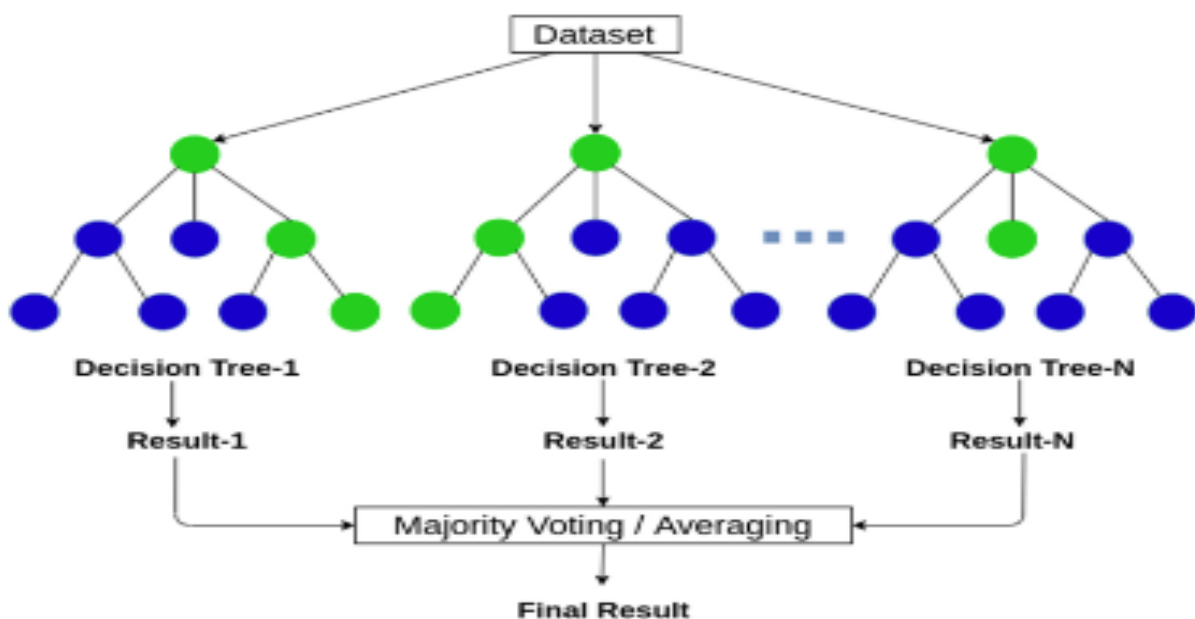 Dataset
Decision Tree-1
Decision Tree-2
Decision Tree-N
Result-1
Result-2
Result-N
Majority Voting / Averaging
Final Result